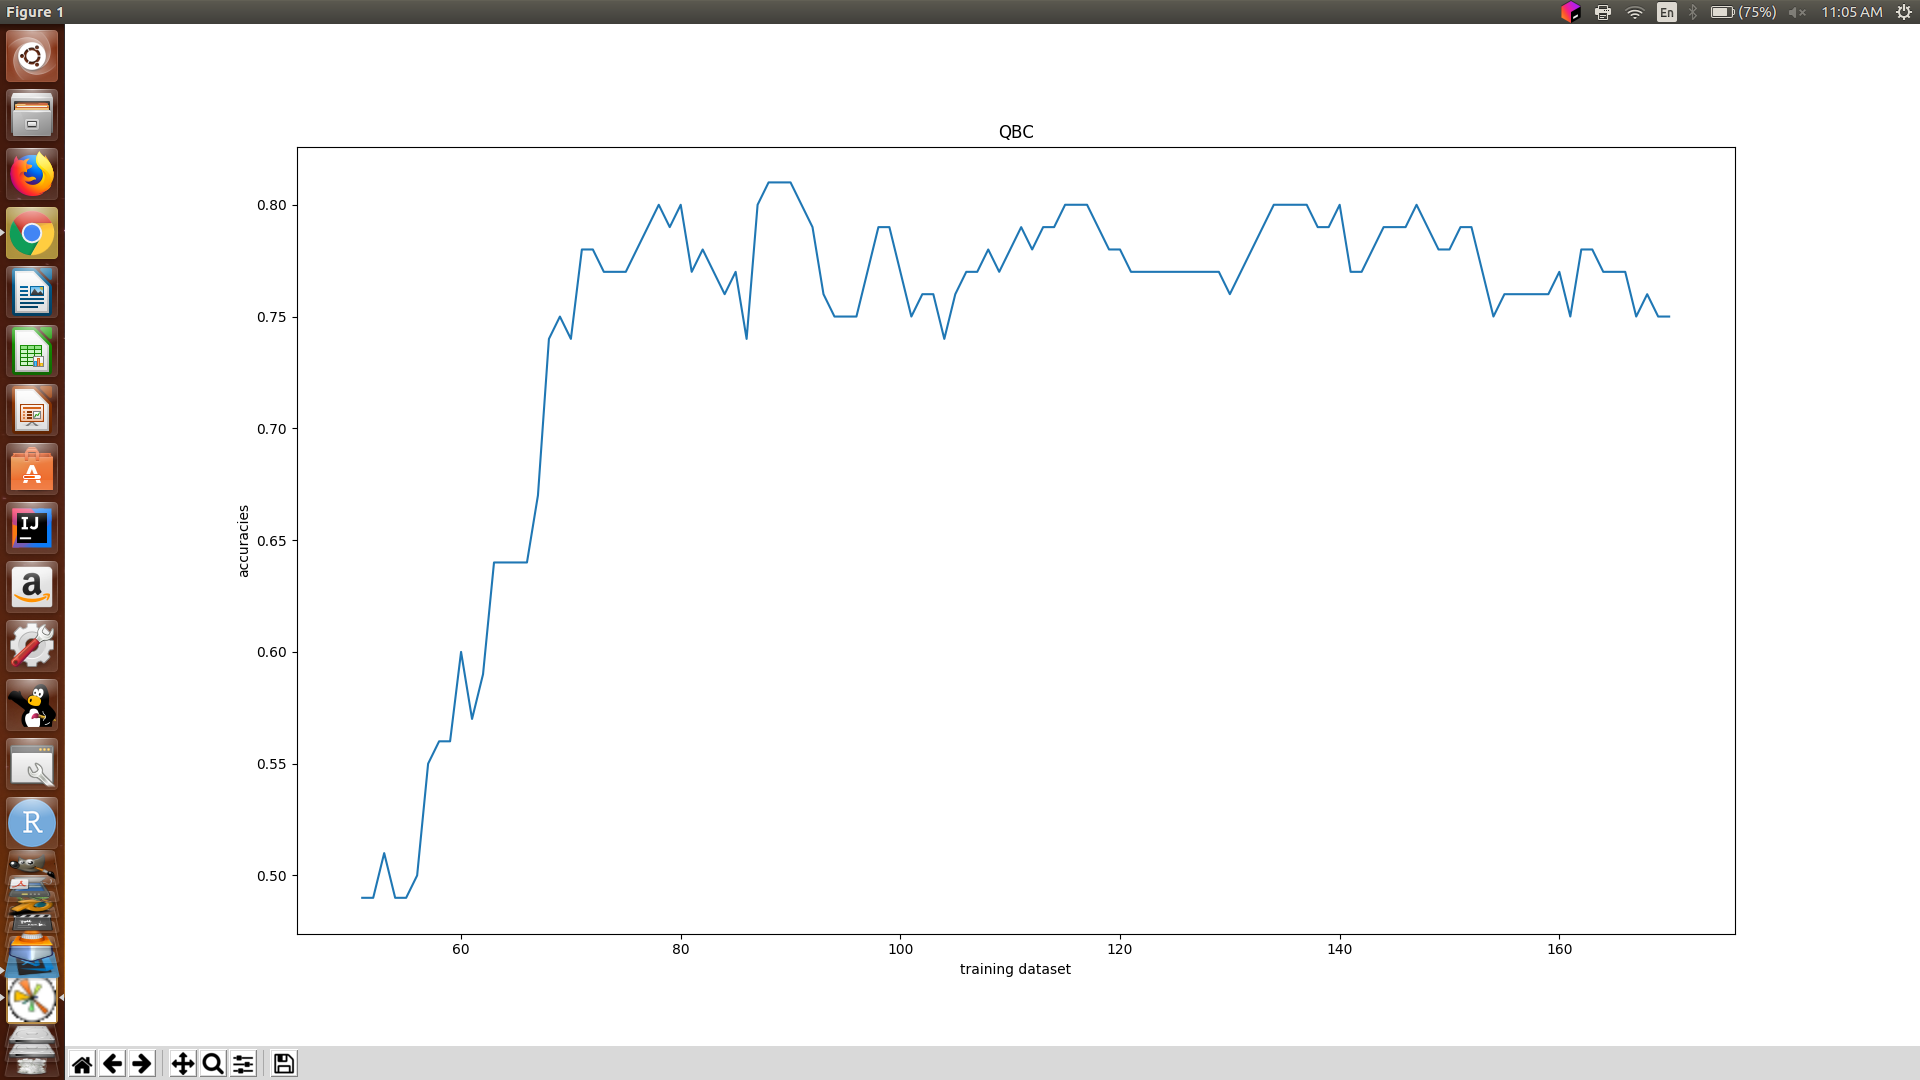 Figure 1
En
(75%)
11:05 AM
QBC
0.80
0.75
0.70
0.65
0.60
0.55
0.50
accuracies
60 80 100 120 140 160
training dataset
A
IJ
a
R